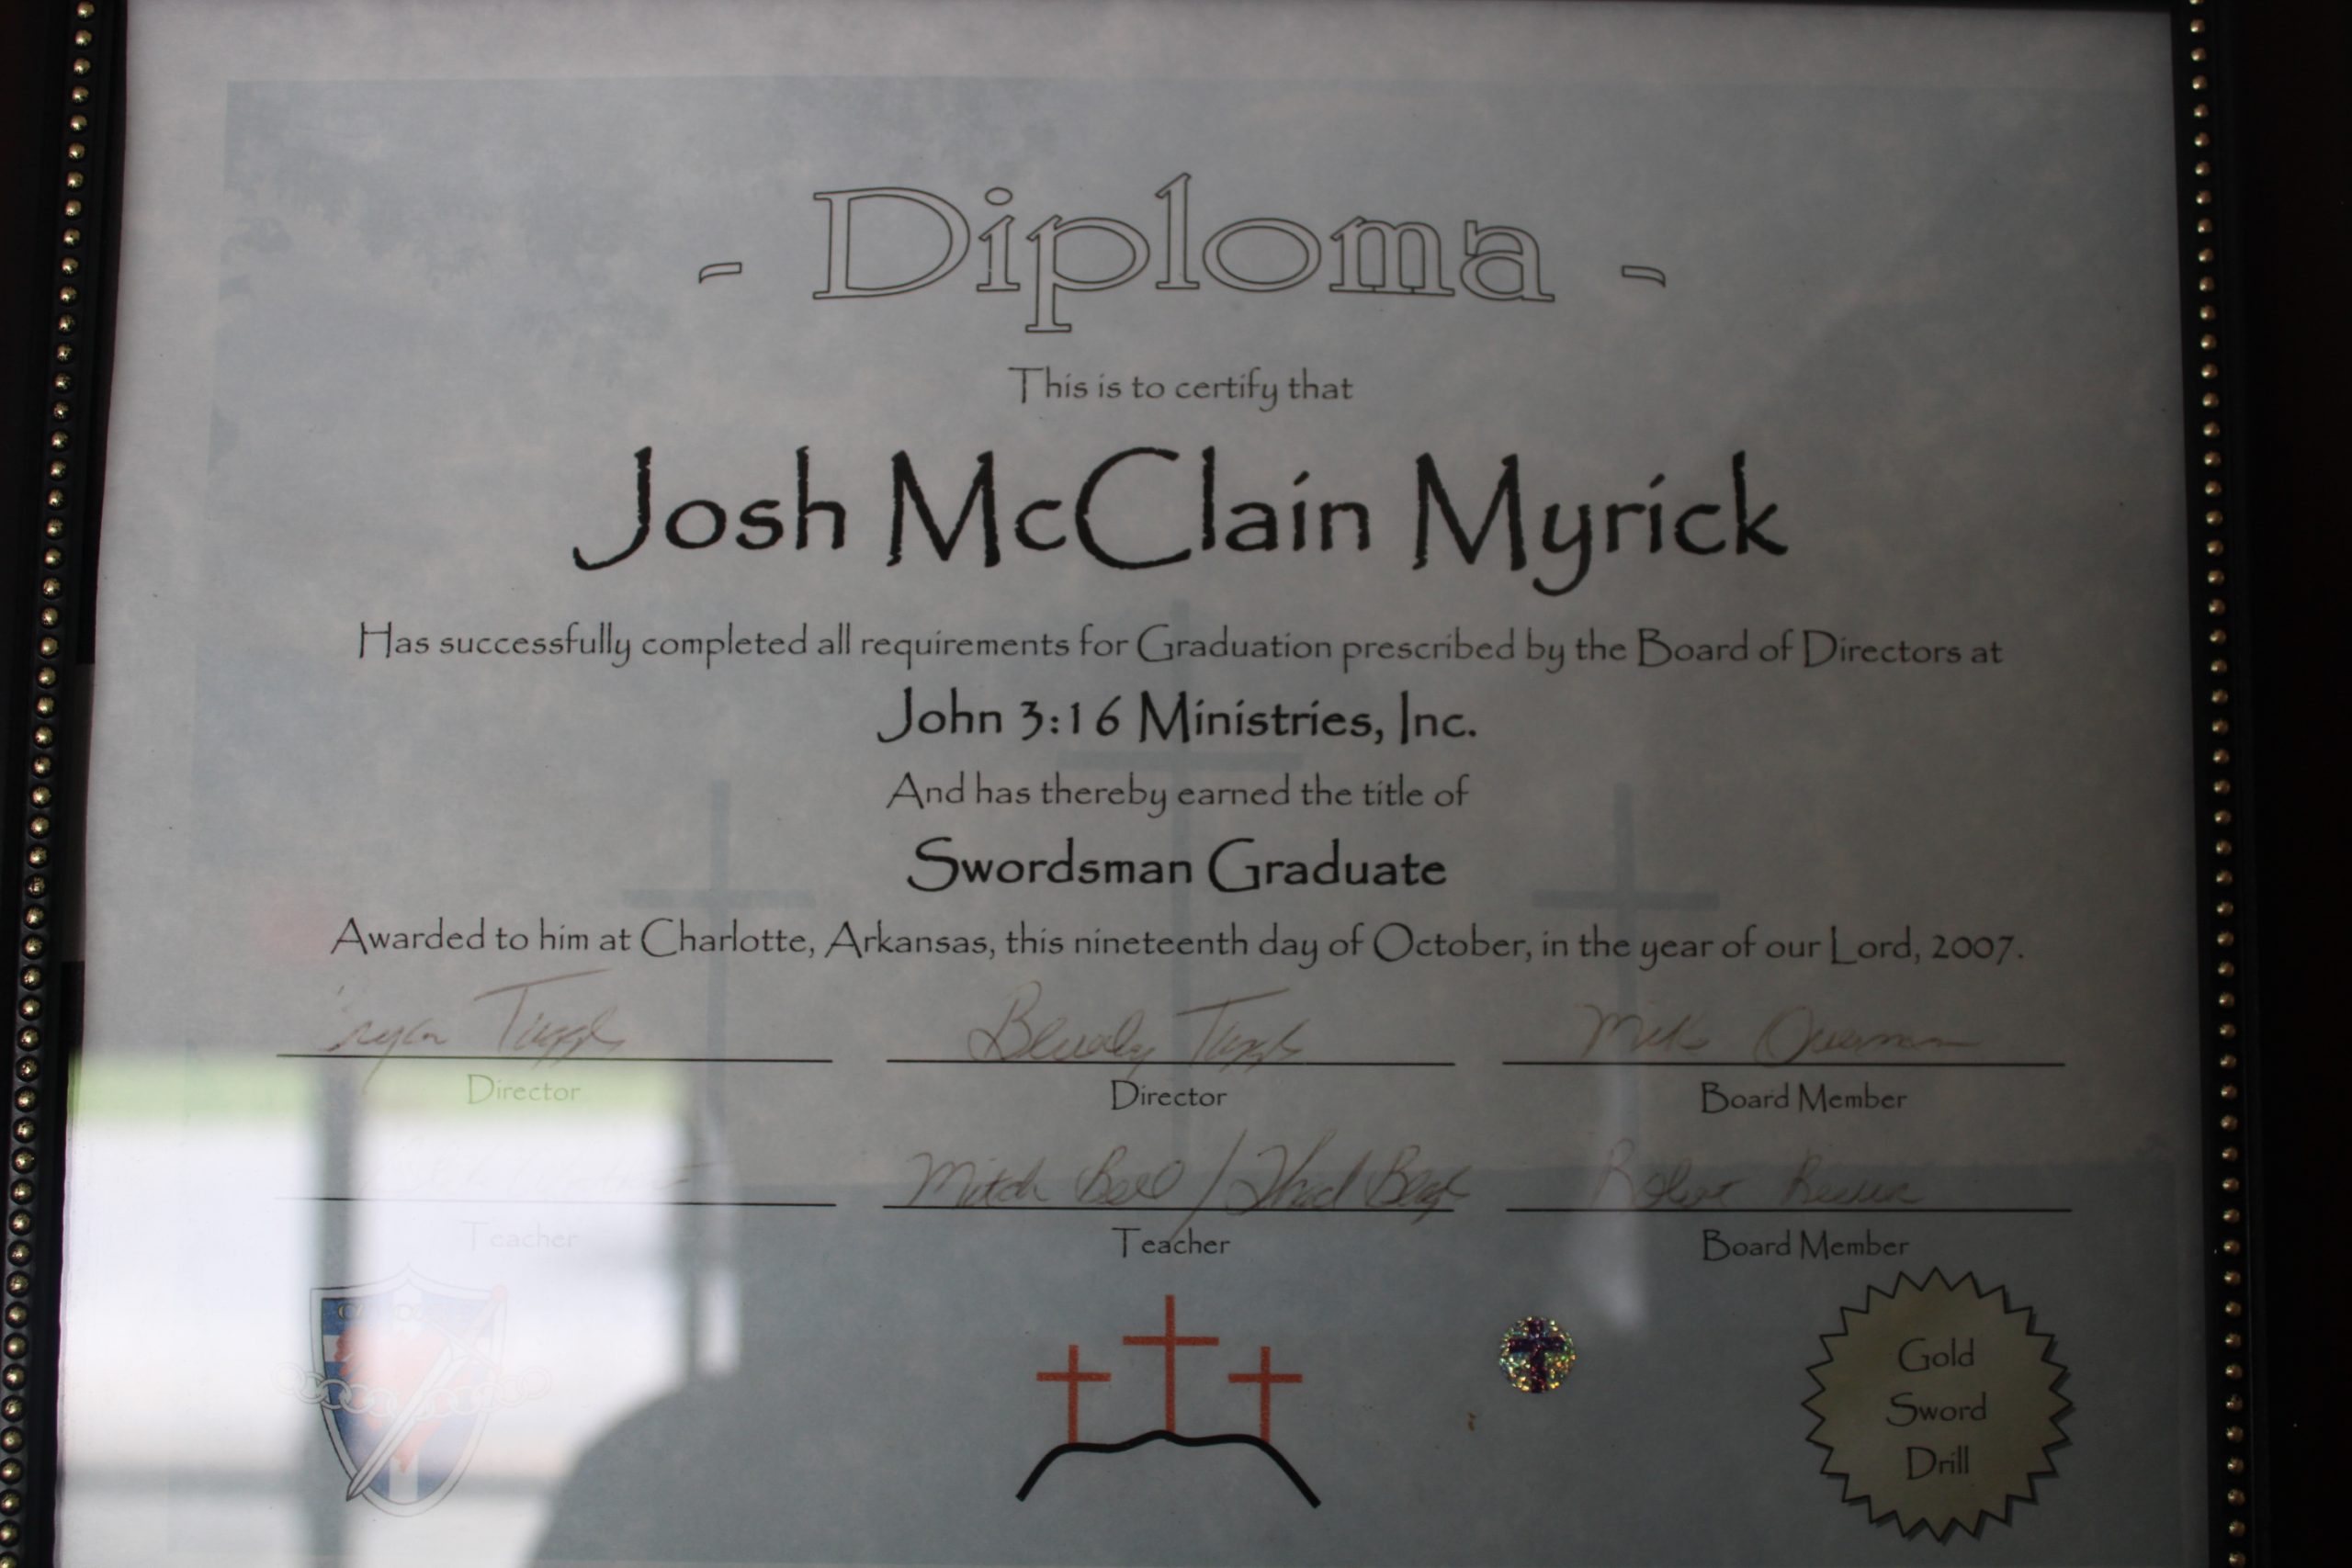 - Diploma -
This is to certify that
Josh McClain Myrick
Has successfully completed all requirements for Graduation prescribed by the Board of Directors at
John 3:16 Ministries, Inc.
And has thereby earned the title of
Swordsman Graduate
Awarded to him at Charlotte, Arkansas, this nineteenth day of October, in the year of our Lord, 2007.
Beverly
Director Director Board Member
Mitch Bell /
Teacher Teacher Board Member
Gold
Sword
Drill